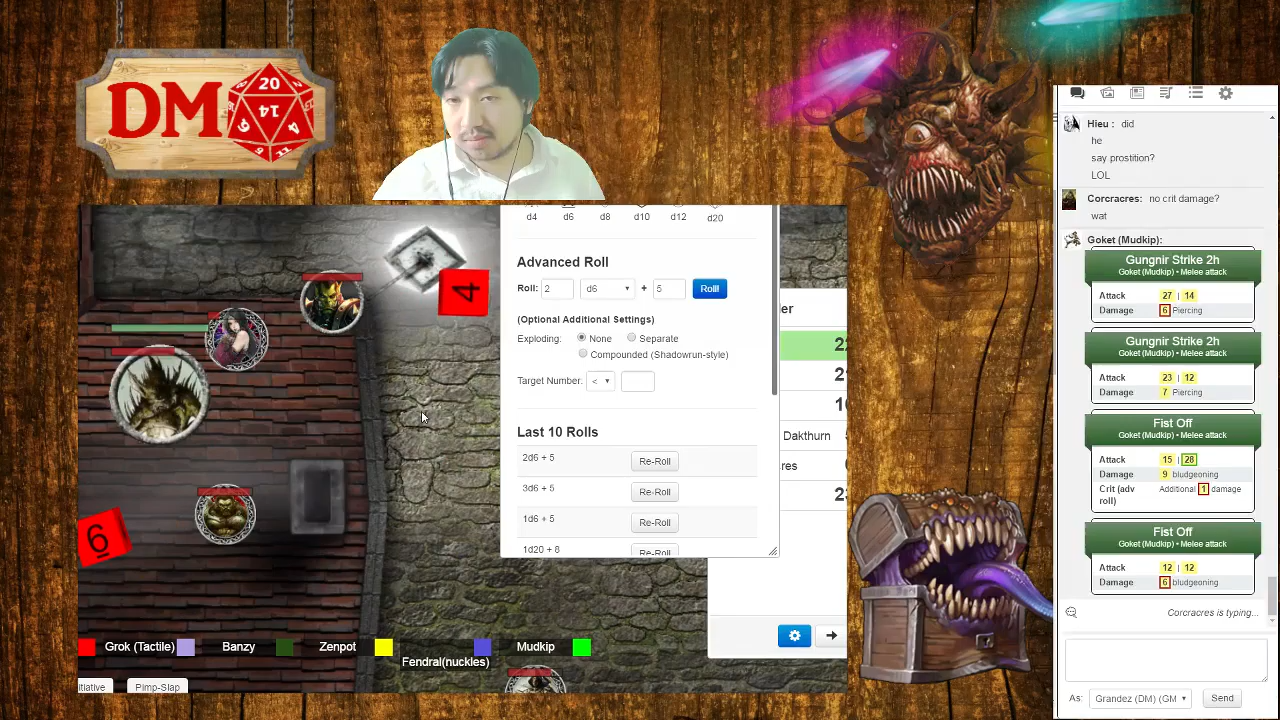 DM
20
14
d4 d6 d8 d10 d12 d20
Advanced Roll
Roll: 2 d6 + 5 Roll!
(Optional Additional Settings)
Exploding: None Separate
Compounded (Shadowrun-style)
Target Number: <
Last 10 Rolls
2d6 + 5 Re-Roll
3d6 + 5 Re-Roll
1d6 + 5 Re-Roll
1d20 + 8 Re-Roll
4
6
er
Dakthurn
res
23
Grok (Tactile) Banzy Zenpot Fendral(nuckles) Mudkip
itiative Pimp-Slap
Hieu : did
he
say prostition?
LOL
Corcracres: no crit damage?
wat
Goket (Mudkip):
Gungnir Strike 2h
Goket (Mudkip) • Melee attack
Attack 27 | 14
Damage 6 Piercing
Gungnir Strike 2h
Goket (Mudkip) • Melee attack
Attack 23 | 12
Damage 7 Piercing
Fist Off
Goket (Mudkip) • Melee attack
Attack 15 | 28
Damage 9 bludgeoning
Crit (adv roll) Additional 1 damage
Fist Off
Goket (Mudkip) • Melee attack
Attack 12 | 12
Damage 6 bludgeoning
Corcracres is typing...
As: Grandez (DM) (GM Send